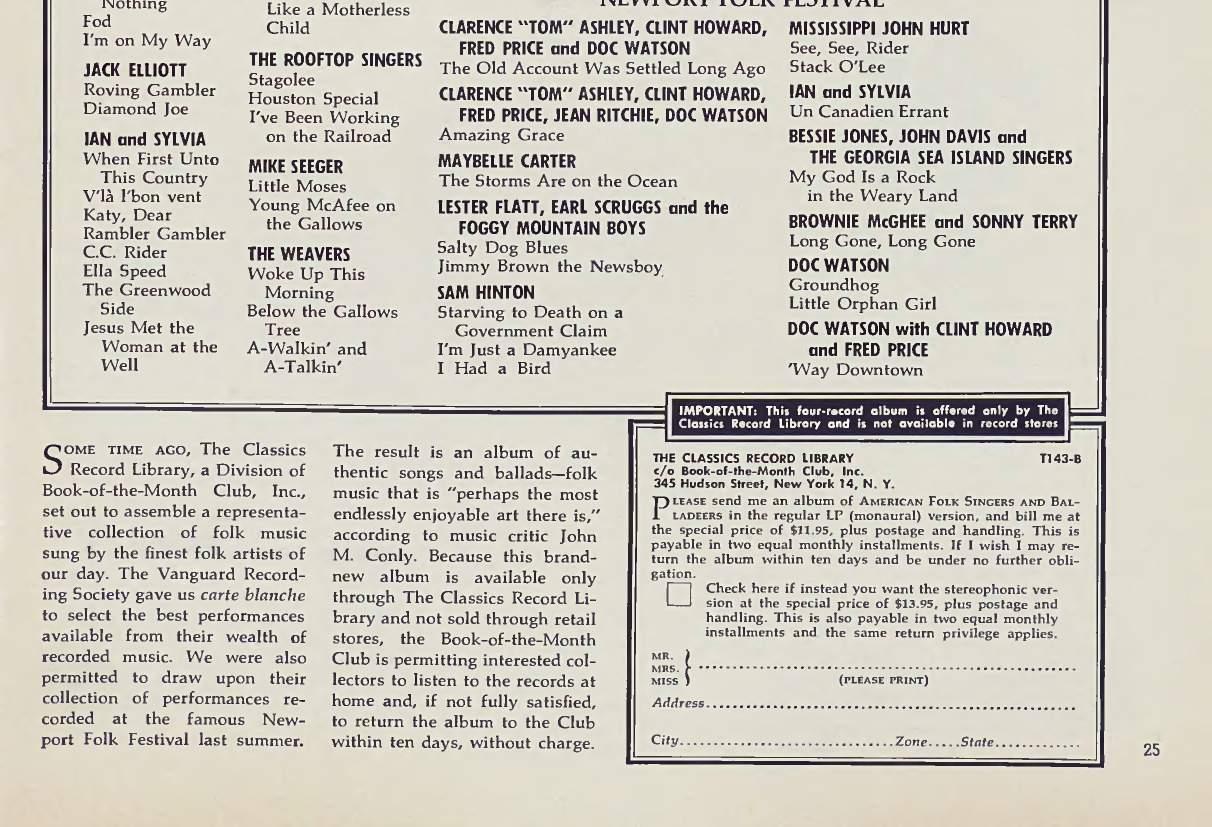 Nothing
Fod
I'm on My Way
JACK ELLIOTT
Roving Gambler
Diamond Joe
IAN and SYLVIA
When First Unto
This Country
V'là l'bon vent
Katy, Dear
Rambler Gambler
C.C. Rider
Ella Speed
The Greenwood
Side
Jesus Met the
Woman at the
Well
Like a Motherless
Child
THE ROOFTOP SINGERS
Stagolee
Houston Special
I've Been Working
on the Railroad
MIKE SEEGER
Little Moses
Young McAfee on
the Gallows
THE WEAVERS
Woke Up This
Morning
Below the Gallows
Tree
A-Walkin' and
A-Talkin'
NEWPORT FOLK FESTIVAL
CLARENCE "TOM" ASHLEY, CLINT HOWARD,
FRED PRICE and DOC WATSON
The Old Account Was Settled Long Ago
CLARENCE "TOM" ASHLEY, CLINT HOWARD,
FRED PRICE, JEAN RITCHIE, DOC WATSON
Amazing Grace
MAYBELLE CARTER
The Storms Are on the Ocean
LESTER FLATT, EARL SCRUGGS and the
FOGGY MOUNTAIN BOYS
Salty Dog Blues
Jimmy Brown the Newsboy
SAM HINTON
Starving to Death on a
Government Claim
I'm Just a Damyankee
I Had a Bird
MISSISSIPPI JOHN HURT
See, See, Rider
Stack O'Lee
IAN and SYLVIA
Un Canadien Errant
BESSIE JONES, JOHN DAVIS and
THE GEORGIA SEA ISLAND SINGERS
My God Is a Rock
in the Weary Land
BROWNIE McGHEE and SONNY TERRY
Long Gone, Long Gone
DOC WATSON
Groundhog
Little Orphan Girl
DOC WATSON with CLINT HOWARD
and FRED PRICE
'Way Downtown
SOME TIME AGO, The Classics
Record Library, a Division of
Book-of-the-Month Club, Inc.,
set out to assemble a representa-
tive collection of folk music
sung by the finest folk artists of
our day. The Vanguard Record-
ing Society gave us carte blanche
to select the best performances
available from their wealth of
recorded music. We were also
permitted to draw upon their
collection of performances re-
corded at the famous New-
port Folk Festival last summer.
The result is an album of au-
thentic songs and ballads—folk
music that is "perhaps the most
endlessly enjoyable art there is,"
according to music critic John
M. Conly. Because this brand-
new album is available only
through The Classics Record Li-
brary and not sold through retail
stores, the Book-of-the-Month
Club is permitting interested col-
lectors to listen to the records at
home and, if not fully satisfied,
to return the album to the Club
within ten days, without charge.
IMPORTANT: This four-record album is offered only by The
Classics Record Library and is not available in record stores
THE CLASSICS RECORD LIBRARY T143-B
c/o Book-of-the-Month Club, Inc.
345 Hudson Street, New York 14, N. Y.
PLEASE send me an album of AMERICAN FOLK SINGERS AND BAL-
LADEERS in the regular LP (monaural) version, and bill me at
the special price of $11.95, plus postage and handling. This is
payable in two equal monthly installments. If I wish I may re-
turn the album within ten days and be under no further obli-
gation.
Check here if instead you want the stereophonic ver-
sion at the special price of $13.95, plus postage and
handling. This is also payable in two equal monthly
installments and the same return privilege applies.
MR.
MRS.
MISS
(PLEASE PRINT)
Address
City Zone State
25